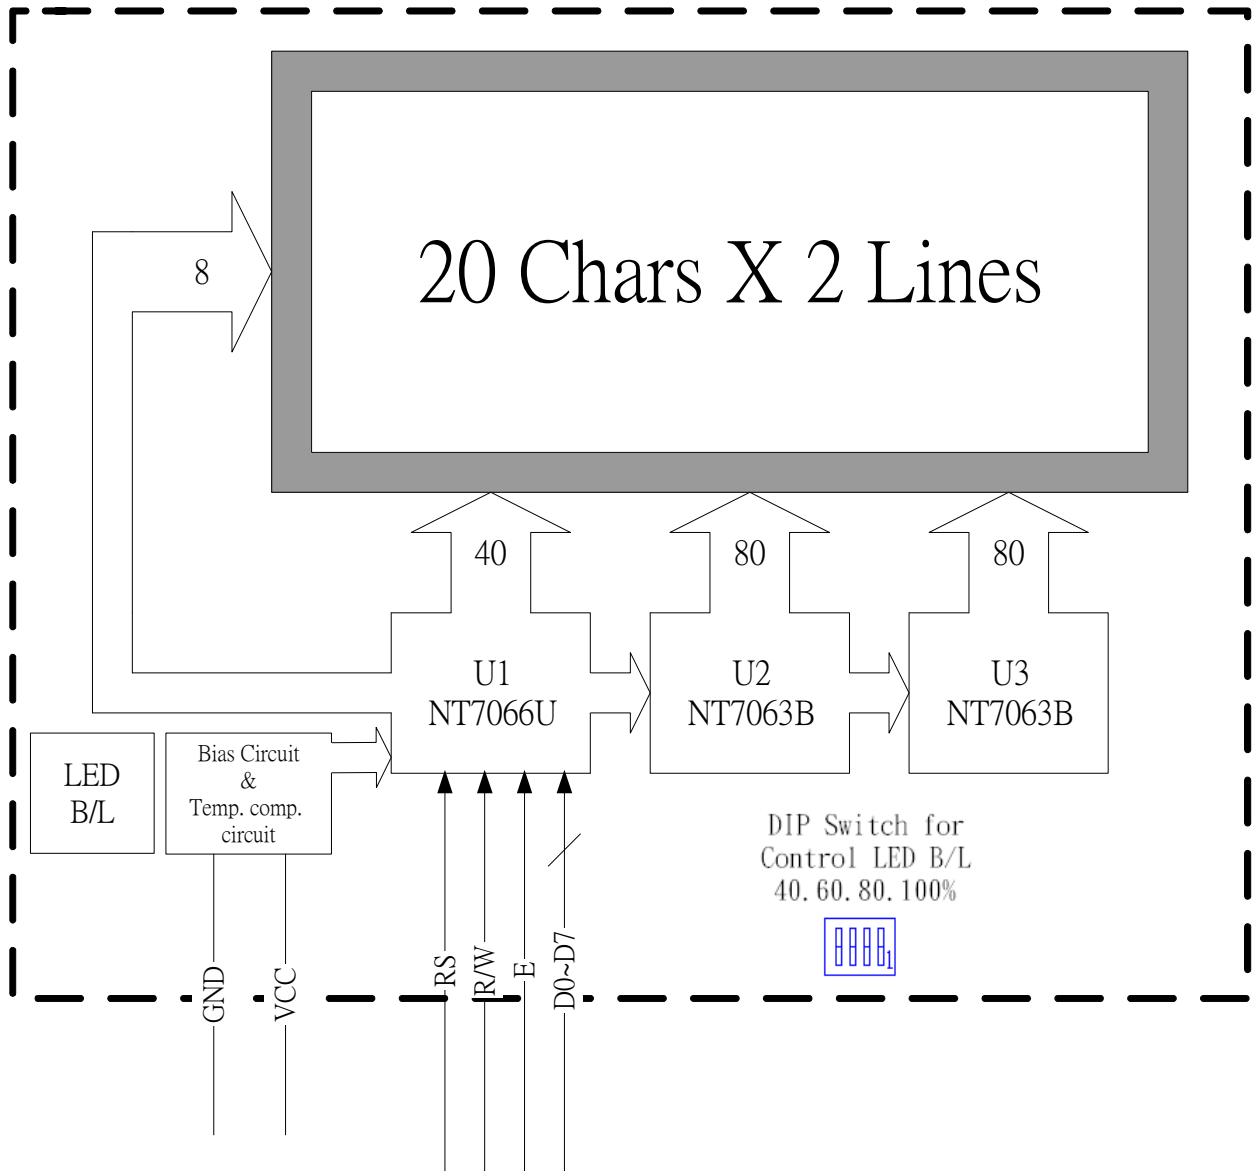 20 Chars X 2 Lines
8
40
80
80
U1
NT7066U
U2
NT7063B
U3
NT7063B
LED
B/L
Bias Circuit
&
Temp. comp.
circuit
DIP Switch for
Control LED B/L
40.60.80.100%
1
GND
VCC
RS
R/W
E
D0~D7